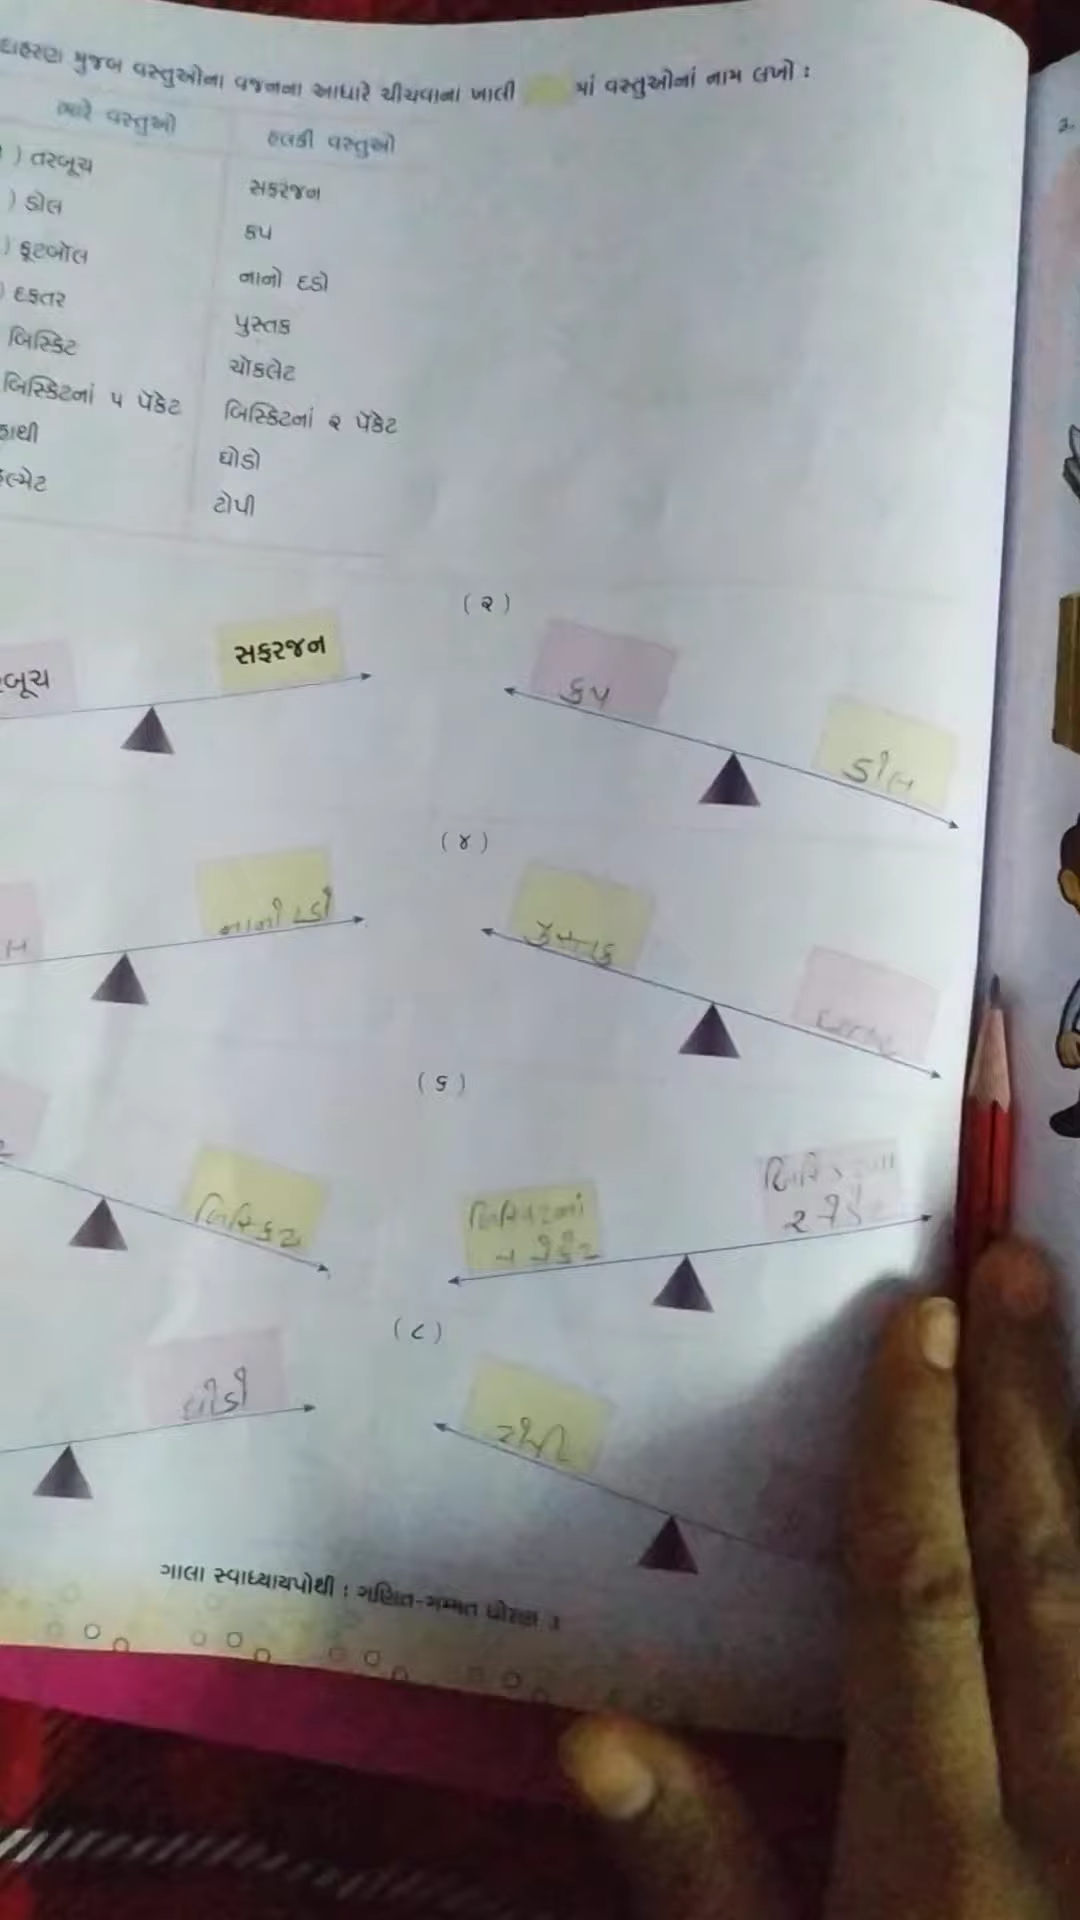 દાહરણ મુજબ વસ્તુઓના વજનના આધારે ચીચવાના ખાલી માં વસ્તુઓનાં નામ લખો :
ભારે વસ્તુઓ હલકી વસ્તુઓ
) તરબૂચ સફરજન
) ડોલ કપ
) ફૂટબૉલ નાનો દડો
) દફતર પુસ્તક
બિસ્કિટ ચૉકલેટ
બિસ્કિટનાં ૫ પૅકેટ બિસ્કિટનાં ૨ પૅકેટ
હાથી ઘોડો
હેલ્મેટ ટોપી
(૨)
બૂચ સફરજન
કપ
ડોલ
(૪)
નાનો દડો
(૬)
બિસ્કિટનાં
૨ પેકેટ
(૮)
ઘોડો
ગાલા સ્વાધ્યાયપોથી : ગણિત-ગમ્મત ધોરણ ૩